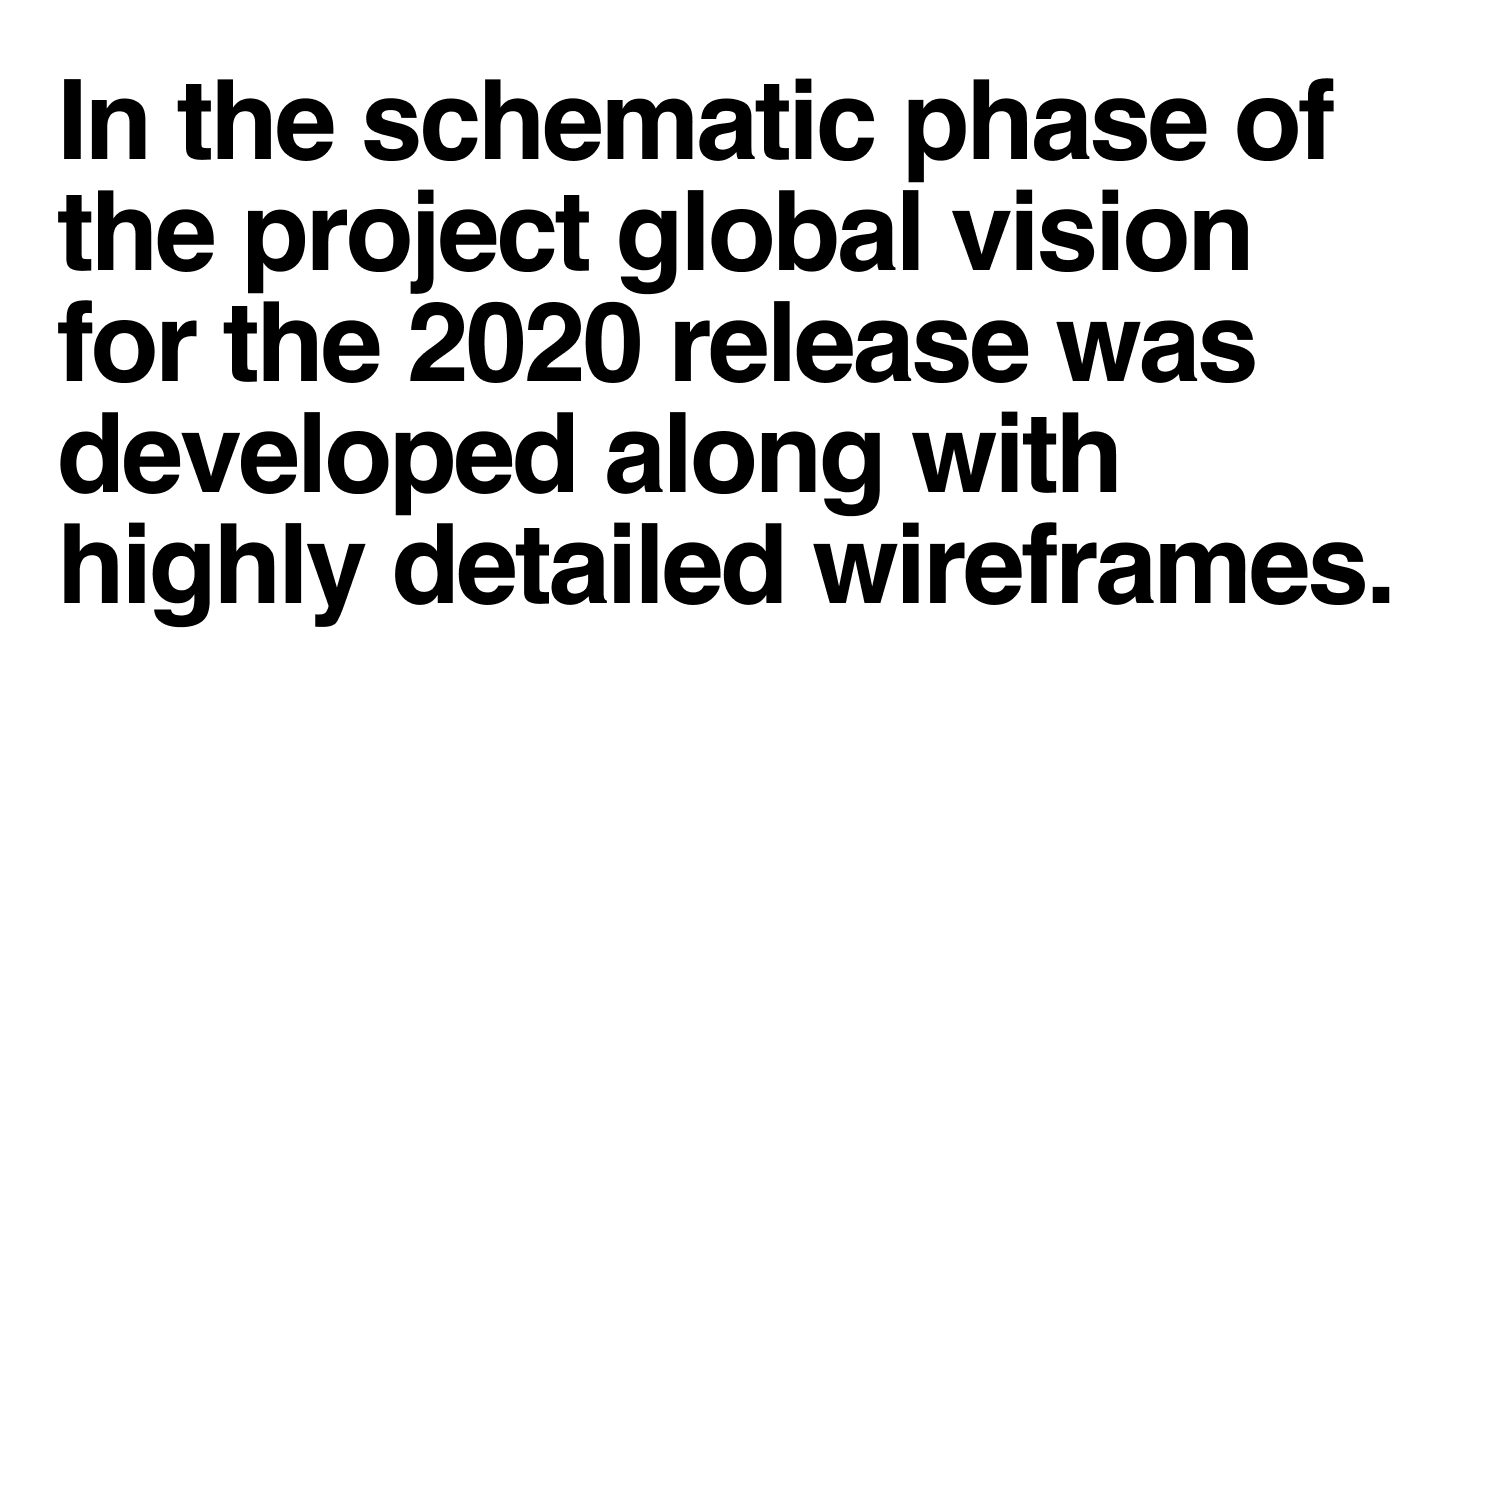 In the schematic phase of
the project global vision
for the 2020 release was
developed along with
highly detailed wireframes.